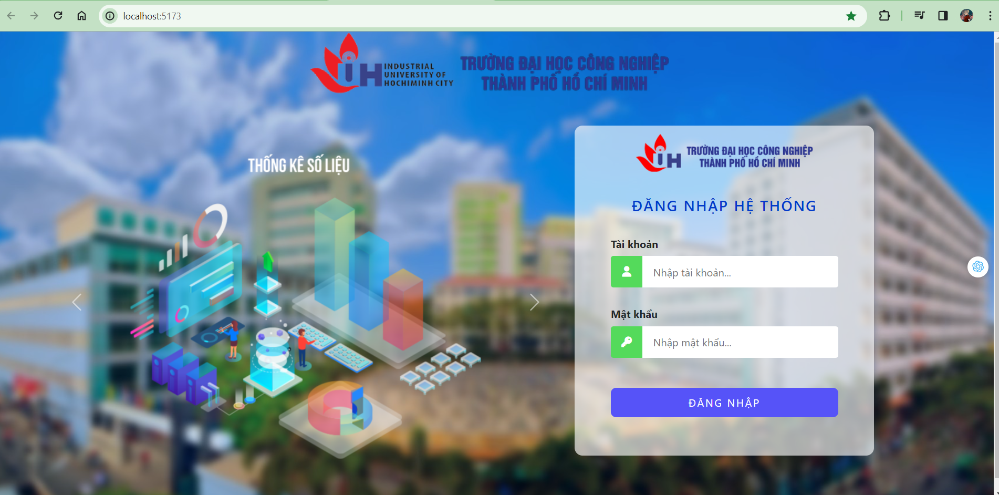 localhost:5173
INDUSTRIAL
UNIVERSITY OF
HOCHIMINH CITY
TRƯỜNG ĐẠI HỌC CÔNG NGHIỆP
THÀNH PHỐ HỒ CHÍ MINH
THỐNG KÊ SỐ LIỆU
IUH
TRƯỜNG ĐẠI HỌC CÔNG NGHIỆP
THÀNH PHỐ HỒ CHÍ MINH
ĐĂNG NHẬP HỆ THỐNG
Tài khoản
Nhập tài khoản...
Mật khẩu
Nhập mật khẩu...
ĐĂNG NHẬP